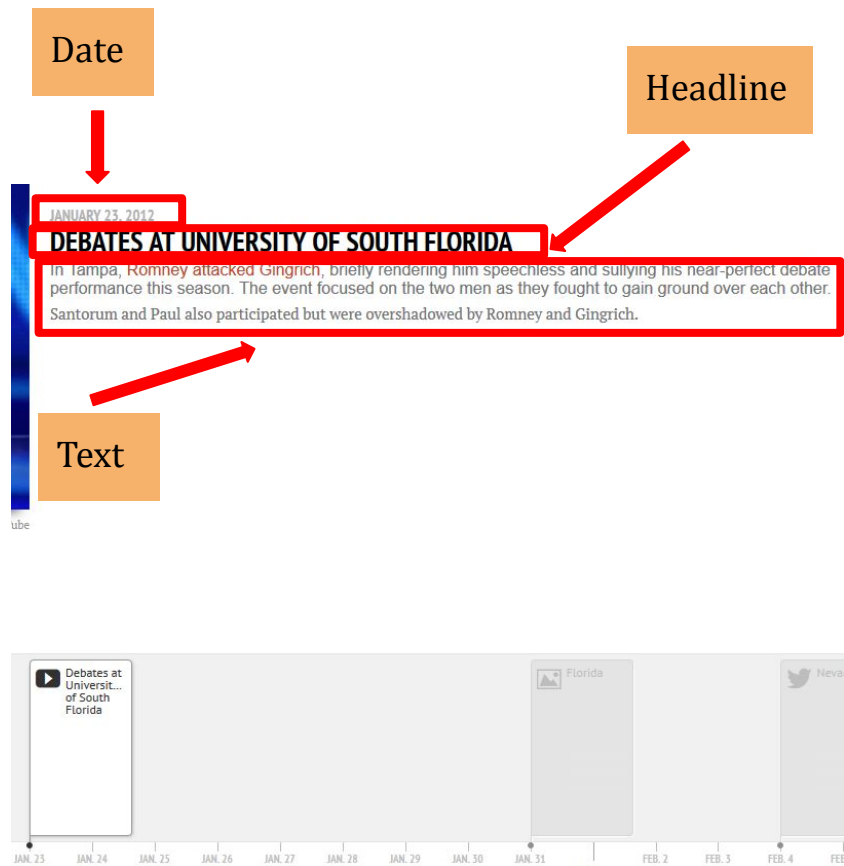 Date
Headline
JANUARY 23, 2012
DEBATES AT UNIVERSITY OF SOUTH FLORIDA
In Tampa, Romney attacked Gingrich, briefly rendering him speechless and sullying his near-perfect debate
performance this season. The event focused on the two men as they fought to gain ground over each other.
Santorum and Paul also participated but were overshadowed by Romney and Gingrich.
Text
ube
Debates at
Universit...
of South
Florida
Florida
Neva
JAN. 23 JAN. 24 JAN. 25 JAN. 26 JAN. 27 JAN. 28 JAN. 29 JAN. 30 JAN. 31 FEB. 2 FEB. 3 FEB. 4 FEB